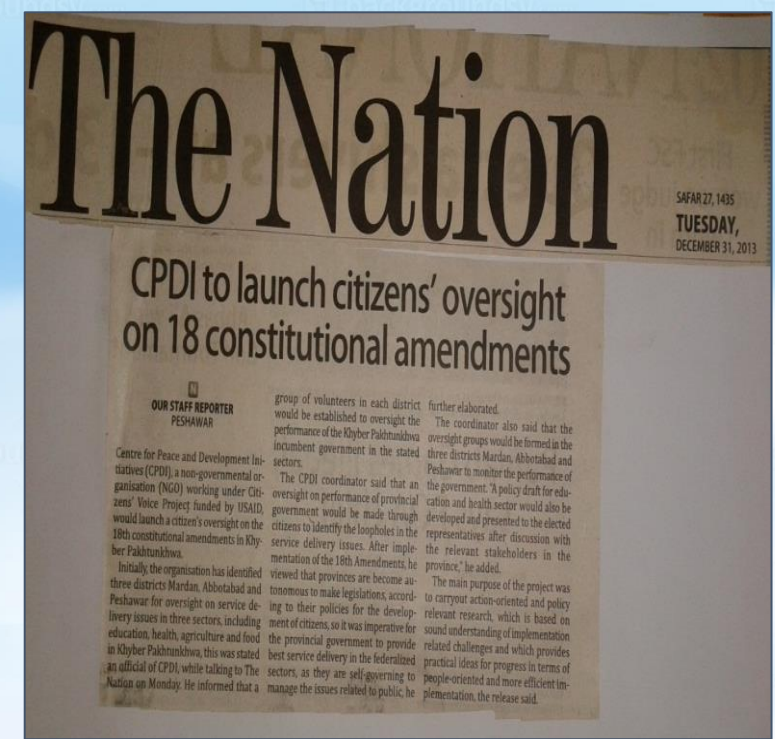 The Nation
SAFAR 27, 1435
TUESDAY,
DECEMBER 31, 2013
CPDI to launch citizens' oversight
on 18 constitutional amendments
N
OUR STAFF REPORTER
PESHAWAR
Centre for Peace and Development Ini-
tiatives (CPDI), a non-governmental or-
ganisation (NGO) working under Citi-
zens' Voice Project funded by USAID,
would launch a citizen's oversight on the
18th constitutional amendments in Khy-
ber Pakhtunkhwa.
Initially, the organisation has identified
three districts Mardan, Abbotabad and
Peshawar for oversight on service de-
livery issues in three sectors, including
education, health, agriculture and food
in Khyber Pakhtunkhwa, this was stated
an official of CPDI, while talking to The
Nation on Monday. He informed that a
group of volunteers in each district
would be established to oversight the
performance of the Khyber Pakhtunkhwa
incumbent government in the stated
sectors.
The CPDI coordinator said that an
oversight on performance of provincial
government would be made through
citizens to identify the loopholes in the
service delivery issues. After imple-
mentation of the 18th Amendments, he
viewed that provinces are become au-
tonomous to make legislations, accord-
ing to their policies for the develop-
ment of citizens, so it was imperative for
the provincial government to provide
best service delivery in the federalized
sectors, as they are self-governing to
manage the issues related to public, he
further elaborated.
The coordinator also said that the
oversight groups would be formed in the
three districts Mardan, Abbotabad and
Peshawar to monitor the performance of
the government. "A policy draft for edu-
cation and health sector would also be
developed and presented to the elected
representatives after discussion with
the relevant stakeholders in the
province," he added.
The main purpose of the project was
to carryout action-oriented and policy
relevant research, which is based on
sound understanding of implementation
related challenges and which provides
practical ideas for progress in terms of
people-oriented and more efficient im-
plementation, the release said.